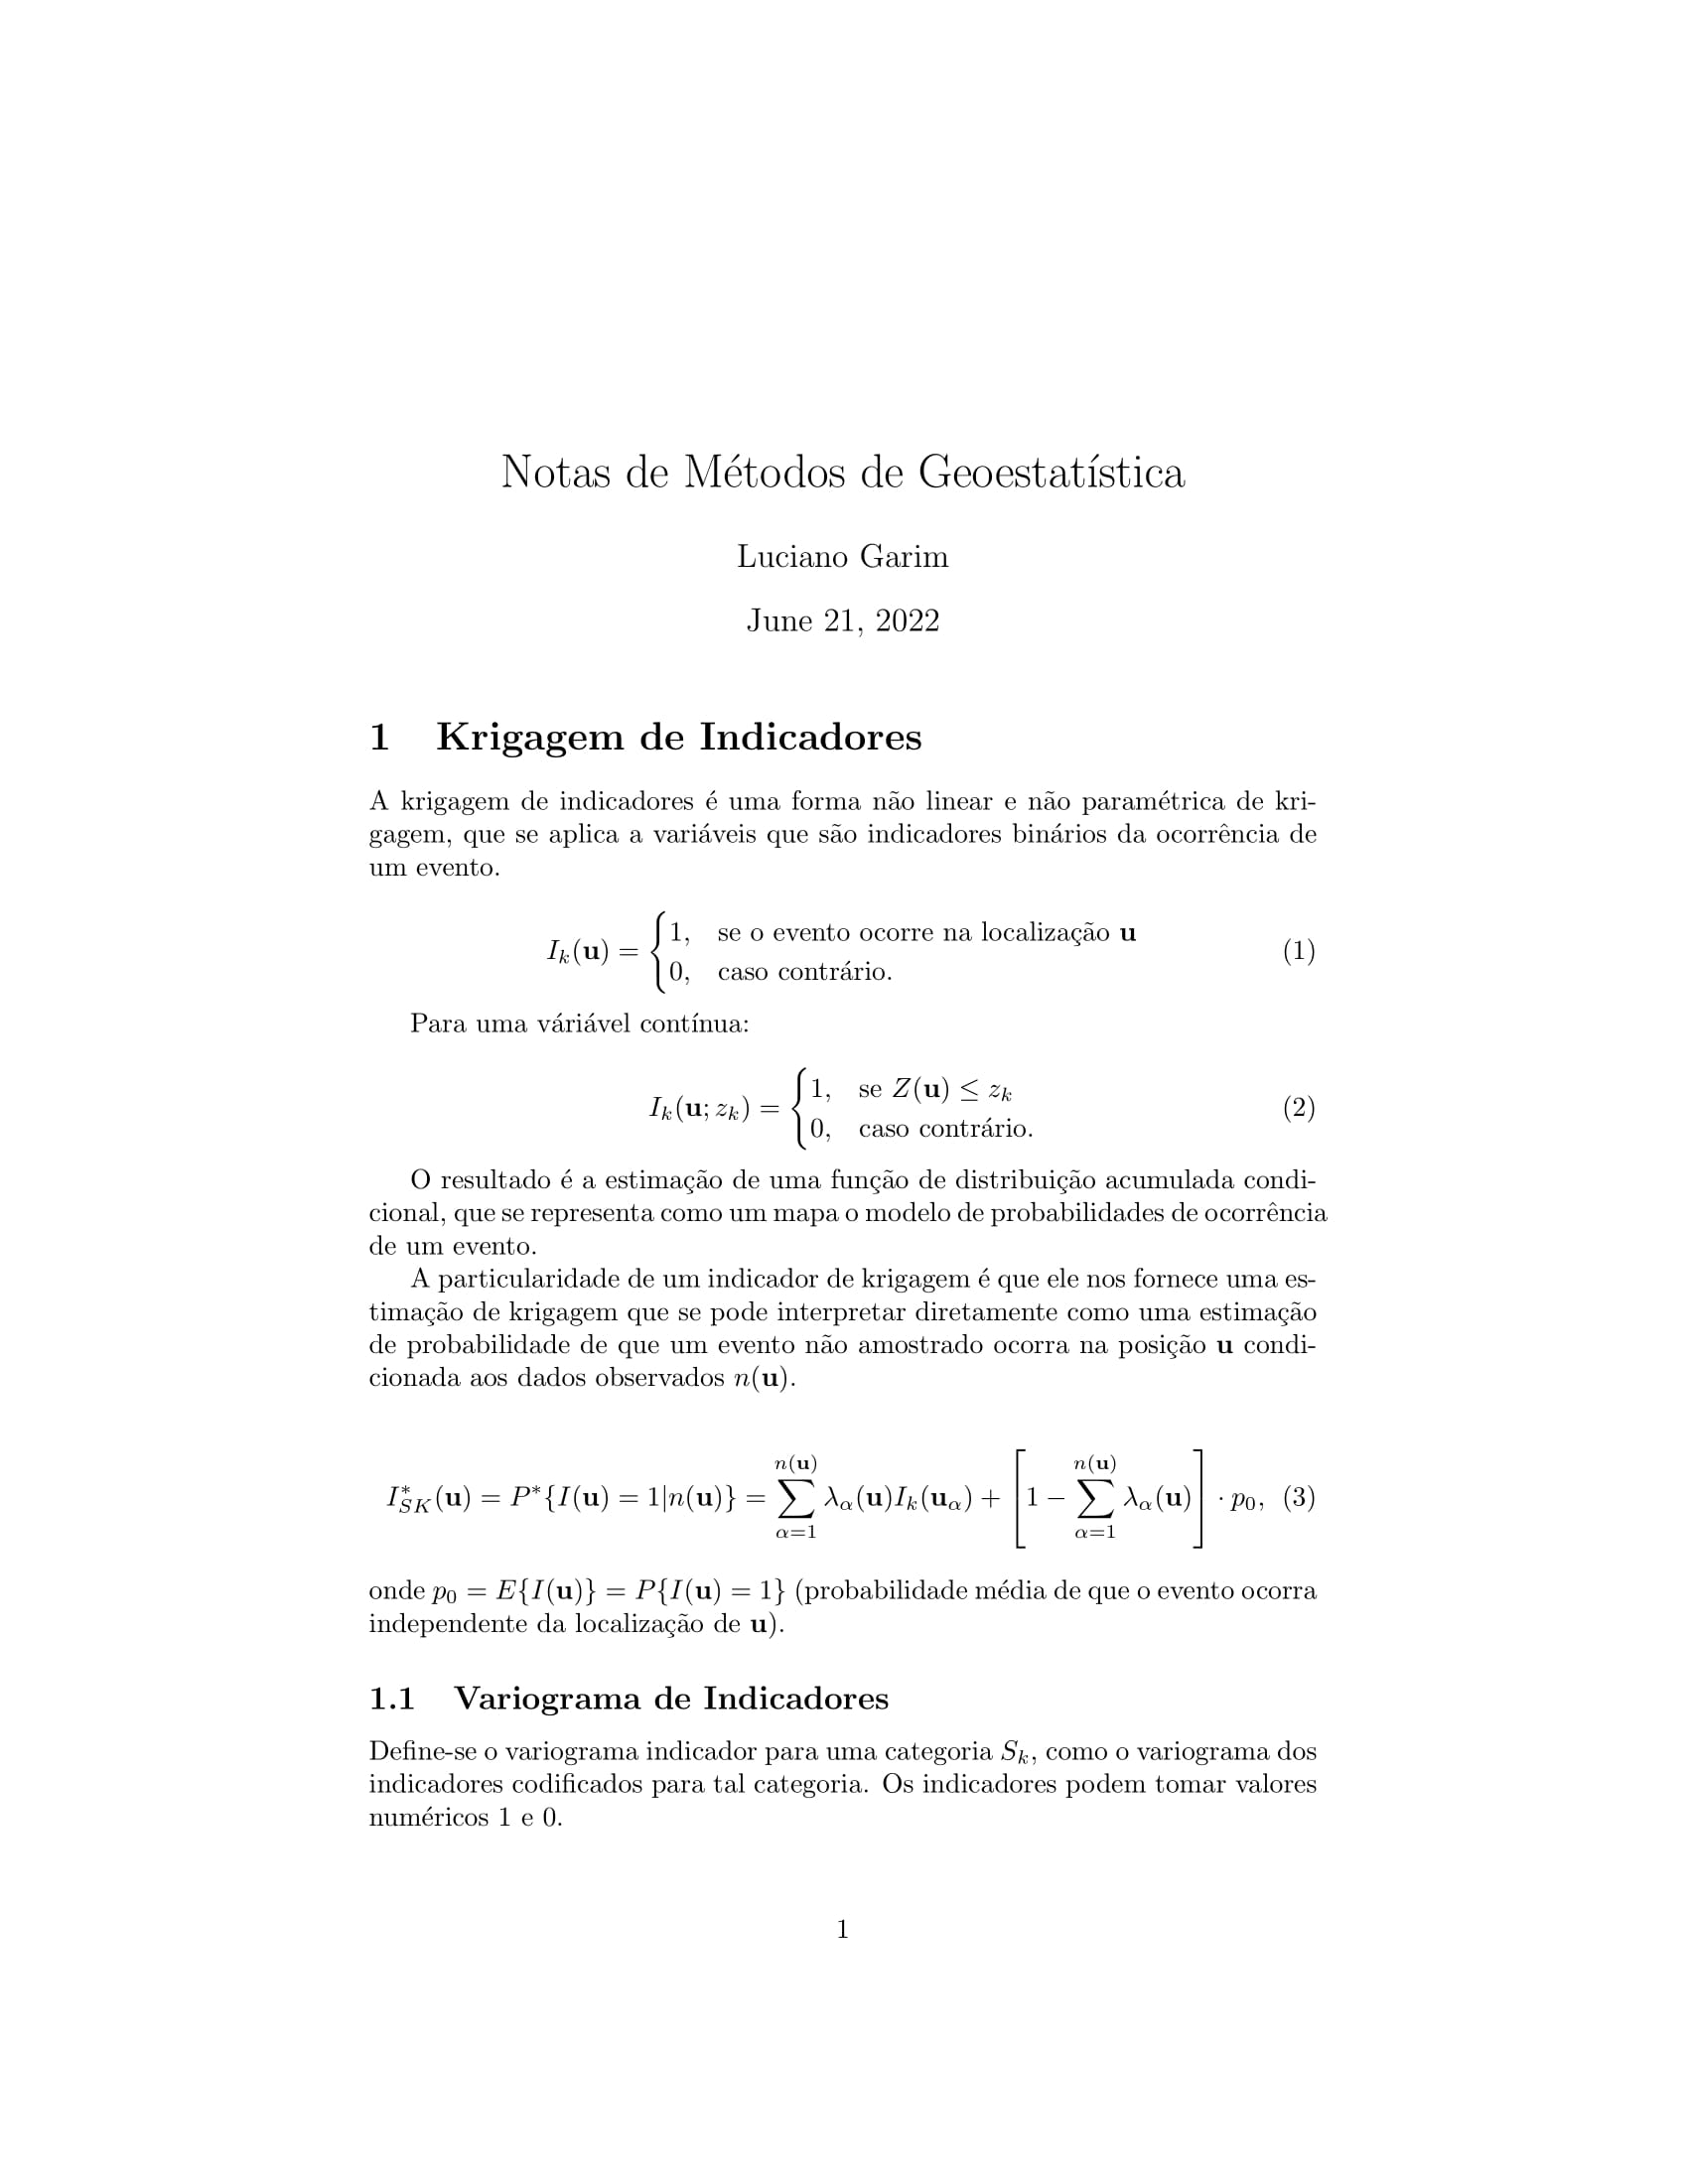 Notas de Métodos de Geoestatística
Luciano Garim
June 21, 2022
1 Krigagem de Indicadores
A krigagem de indicadores é uma forma não linear e não paramétrica de kri-
gagem, que se aplica a variáveis que são indicadores binários da ocorrência de
um evento.
$I_k(\mathbf{u}) = \begin{cases} 1, & \text{se o evento ocorre na localização } \mathbf{u} \\ 0, & \text{caso contrário.} \end{cases}$ (1)
Para uma váriável contínua:
$I_k(\mathbf{u}; z_k) = \begin{cases} 1, & \text{se } Z(\mathbf{u}) \leq z_k \\ 0, & \text{caso contrário.} \end{cases}$ (2)
O resultado é a estimação de uma função de distribuição acumulada condi-
cional, que se representa como um mapa o modelo de probabilidades de ocorrência
de um evento.
A particularidade de um indicador de krigagem é que ele nos fornece uma es-
timação de krigagem que se pode interpretar diretamente como uma estimação
de probabilidade de que um evento não amostrado ocorra na posição $\mathbf{u}$ condi-
cionada aos dados observados $n(\mathbf{u})$.
$I^*_{SK}(\mathbf{u}) = P^*\{I(\mathbf{u}) = 1|n(\mathbf{u})\} = \sum_{\alpha=1}^{n(\mathbf{u})} \lambda_\alpha(\mathbf{u}) I_k(\mathbf{u}_\alpha) + \left[1 - \sum_{\alpha=1}^{n(\mathbf{u})} \lambda_\alpha(\mathbf{u})\right] \cdot p_0,$ (3)
onde $p_0 = E\{I(\mathbf{u})\} = P\{I(\mathbf{u}) = 1\}$ (probabilidade média de que o evento ocorra
independente da localização de $\mathbf{u}$).
1.1 Variograma de Indicadores
Define-se o variograma indicador para uma categoria $S_k$, como o variograma dos
indicadores codificados para tal categoria. Os indicadores podem tomar valores
numéricos 1 e 0.
1